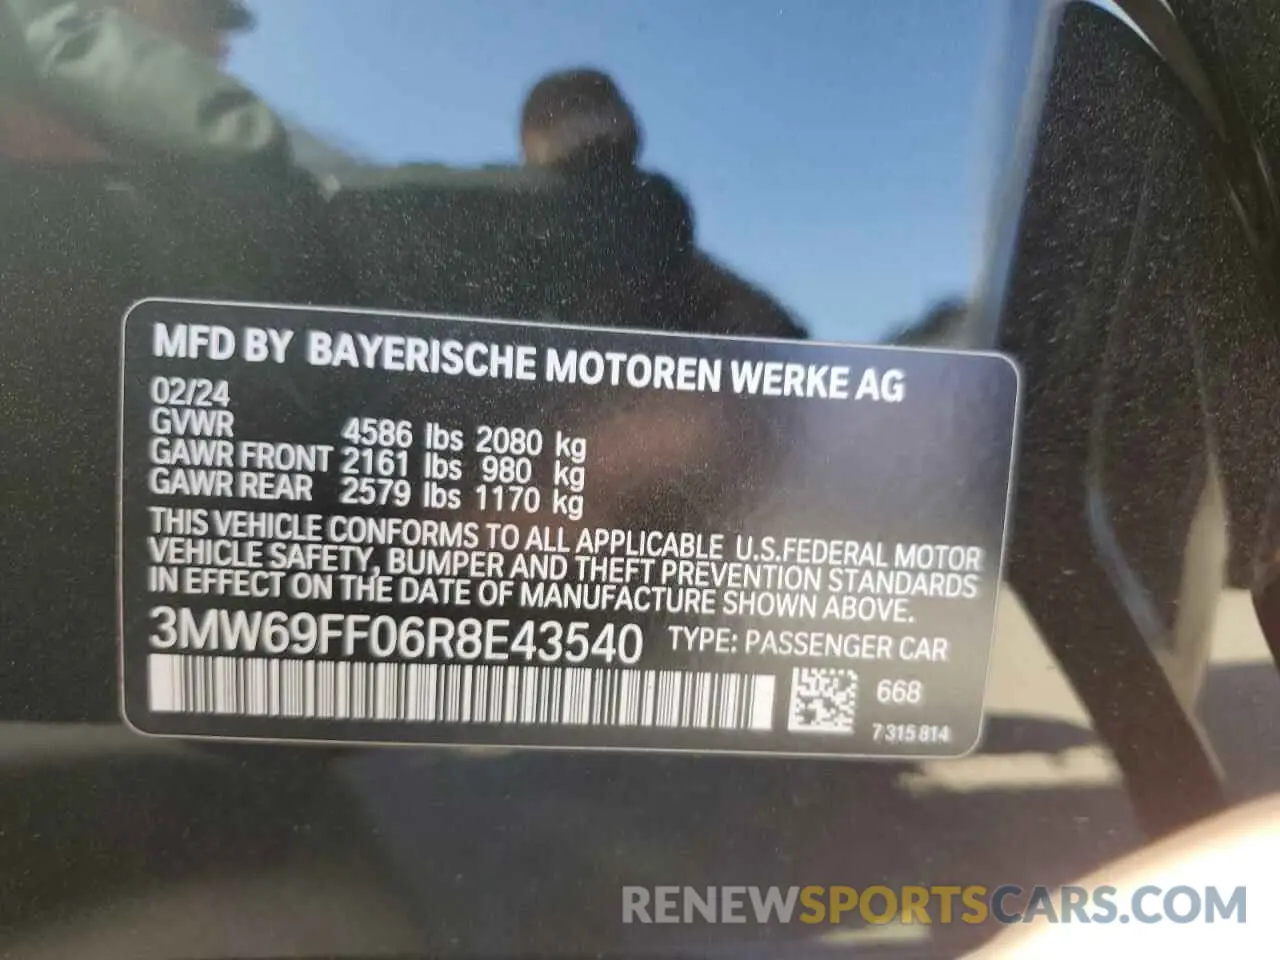 MFD BY BAYERISCHE MOTOREN WERKE AG
02/24
GVWR 4586 lbs 2080 kg
GAWR FRONT 2161 lbs 980 kg
GAWR REAR 2579 lbs 1170 kg
THIS VEHICLE CONFORMS TO ALL APPLICABLE U.S.FEDERAL MOTOR
VEHICLE SAFETY, BUMPER AND THEFT PREVENTION STANDARDS
IN EFFECT ON THE DATE OF MANUFACTURE SHOWN ABOVE.
3MW69FF06R8E43540 TYPE: PASSENGER CAR
668
7 315 814
RENEWSPORTSCARS.COM